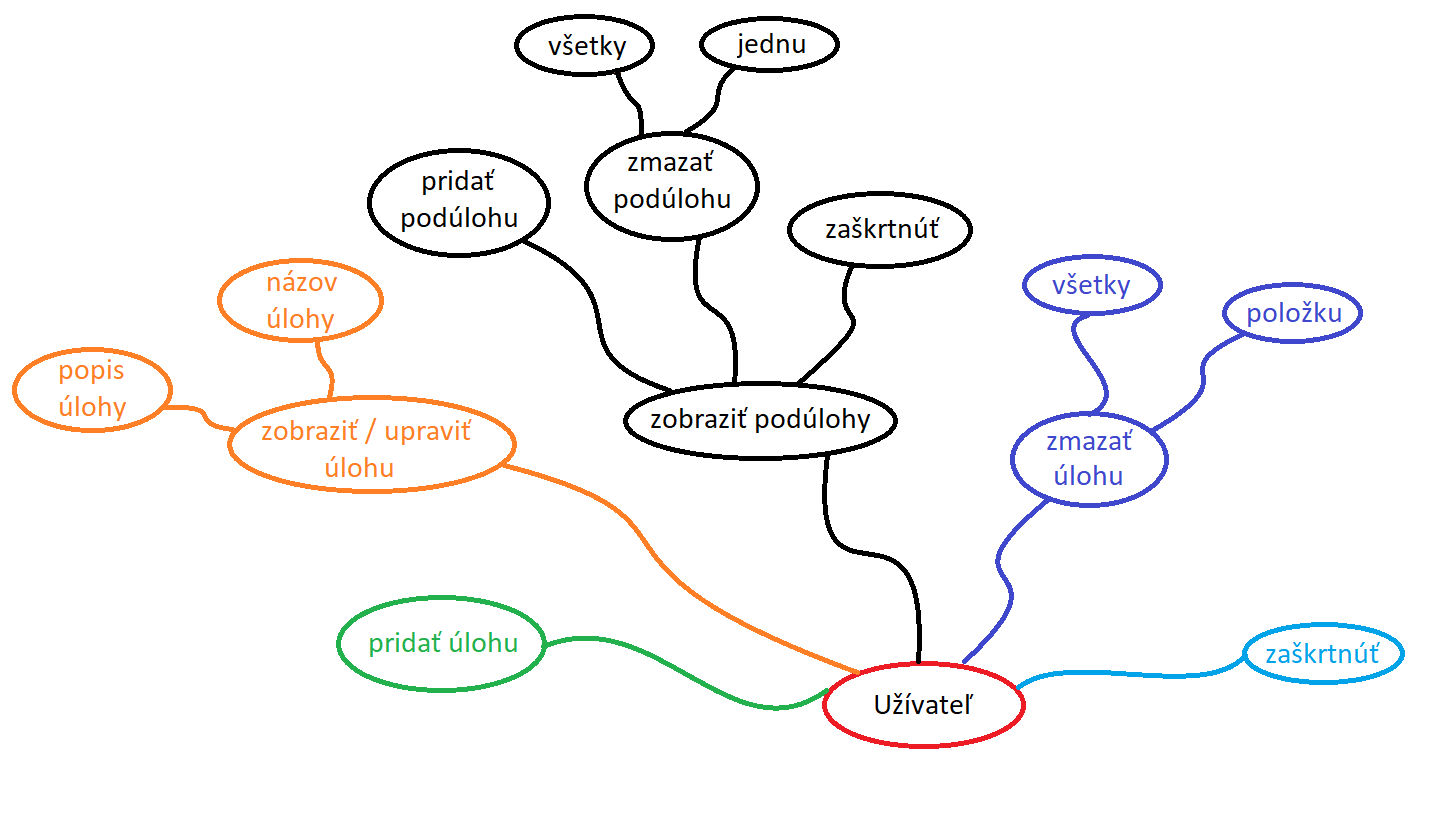 všetky
jednu
zmazať
podúlohu
pridať
podúlohu
zaškrtnúť
názov
úlohy
všetky
položku
popis
úlohy
zobraziť / upraviť
úlohu
zobraziť podúlohy
zmazať
úlohu
pridať úlohu
zaškrtnúť
Užívateľ